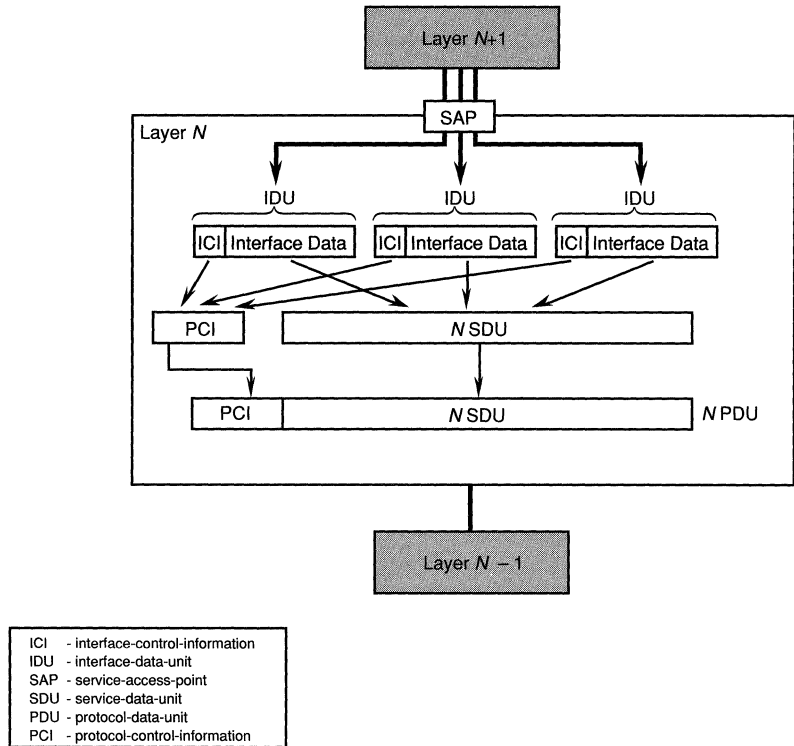 Layer N+1
SAP
Layer N
IDU IDU IDU
ICI Interface Data ICI Interface Data ICI Interface Data
PCI N SDU
PCI N SDU N PDU
Layer N – 1
ICI - interface-control-information
IDU - interface-data-unit
SAP - service-access-point
SDU - service-data-unit
PDU - protocol-data-unit
PCI - protocol-control-information